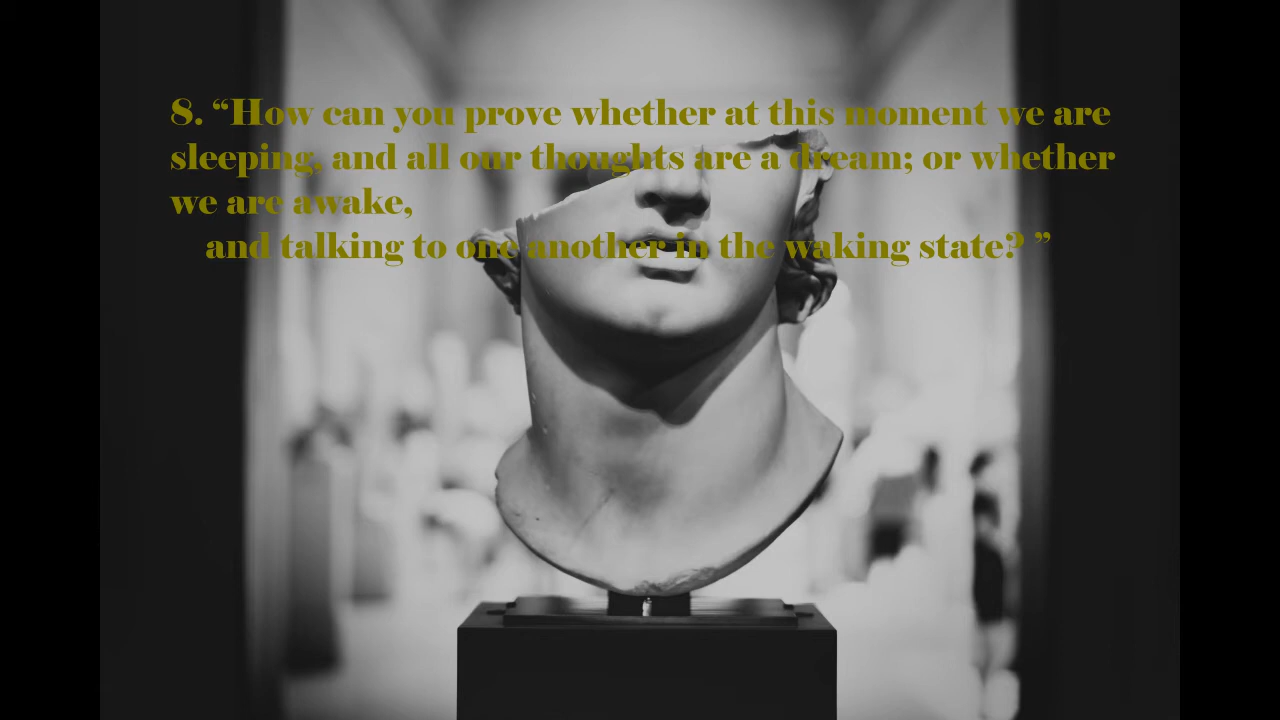 8. “How can you prove whether at this moment we are
sleeping, and all our thoughts are a dream; or whether
we are awake,
and talking to one another in the waking state? ”